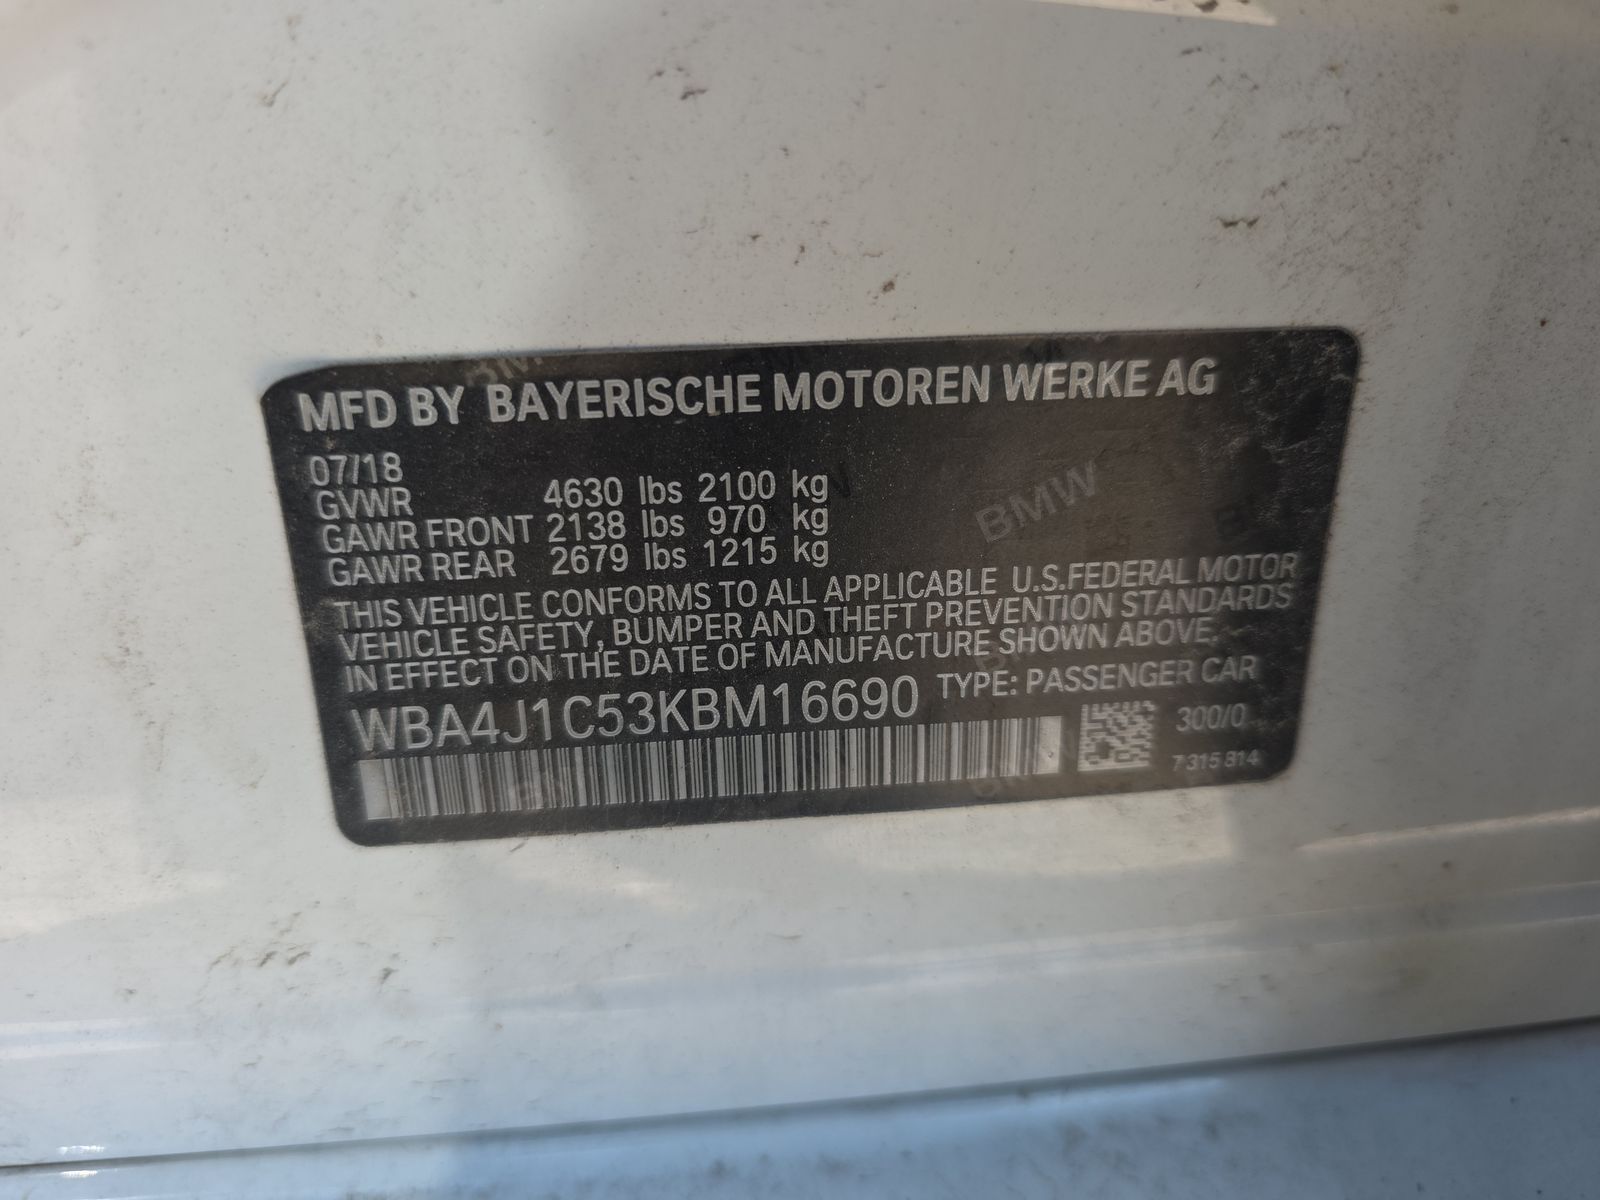 MFD BY BAYERISCHE MOTOREN WERKE AG
07/18
GVWR 4630 lbs 2100 kg
GAWR FRONT 2138 lbs 970 kg
GAWR REAR 2679 lbs 1215 kg
THIS VEHICLE CONFORMS TO ALL APPLICABLE U.S.FEDERAL MOTOR
VEHICLE SAFETY, BUMPER AND THEFT PREVENTION STANDARDS
IN EFFECT ON THE DATE OF MANUFACTURE SHOWN ABOVE.
WBA4J1C53KBM16690 TYPE: PASSENGER CAR
300/0
7 315 814
BMW